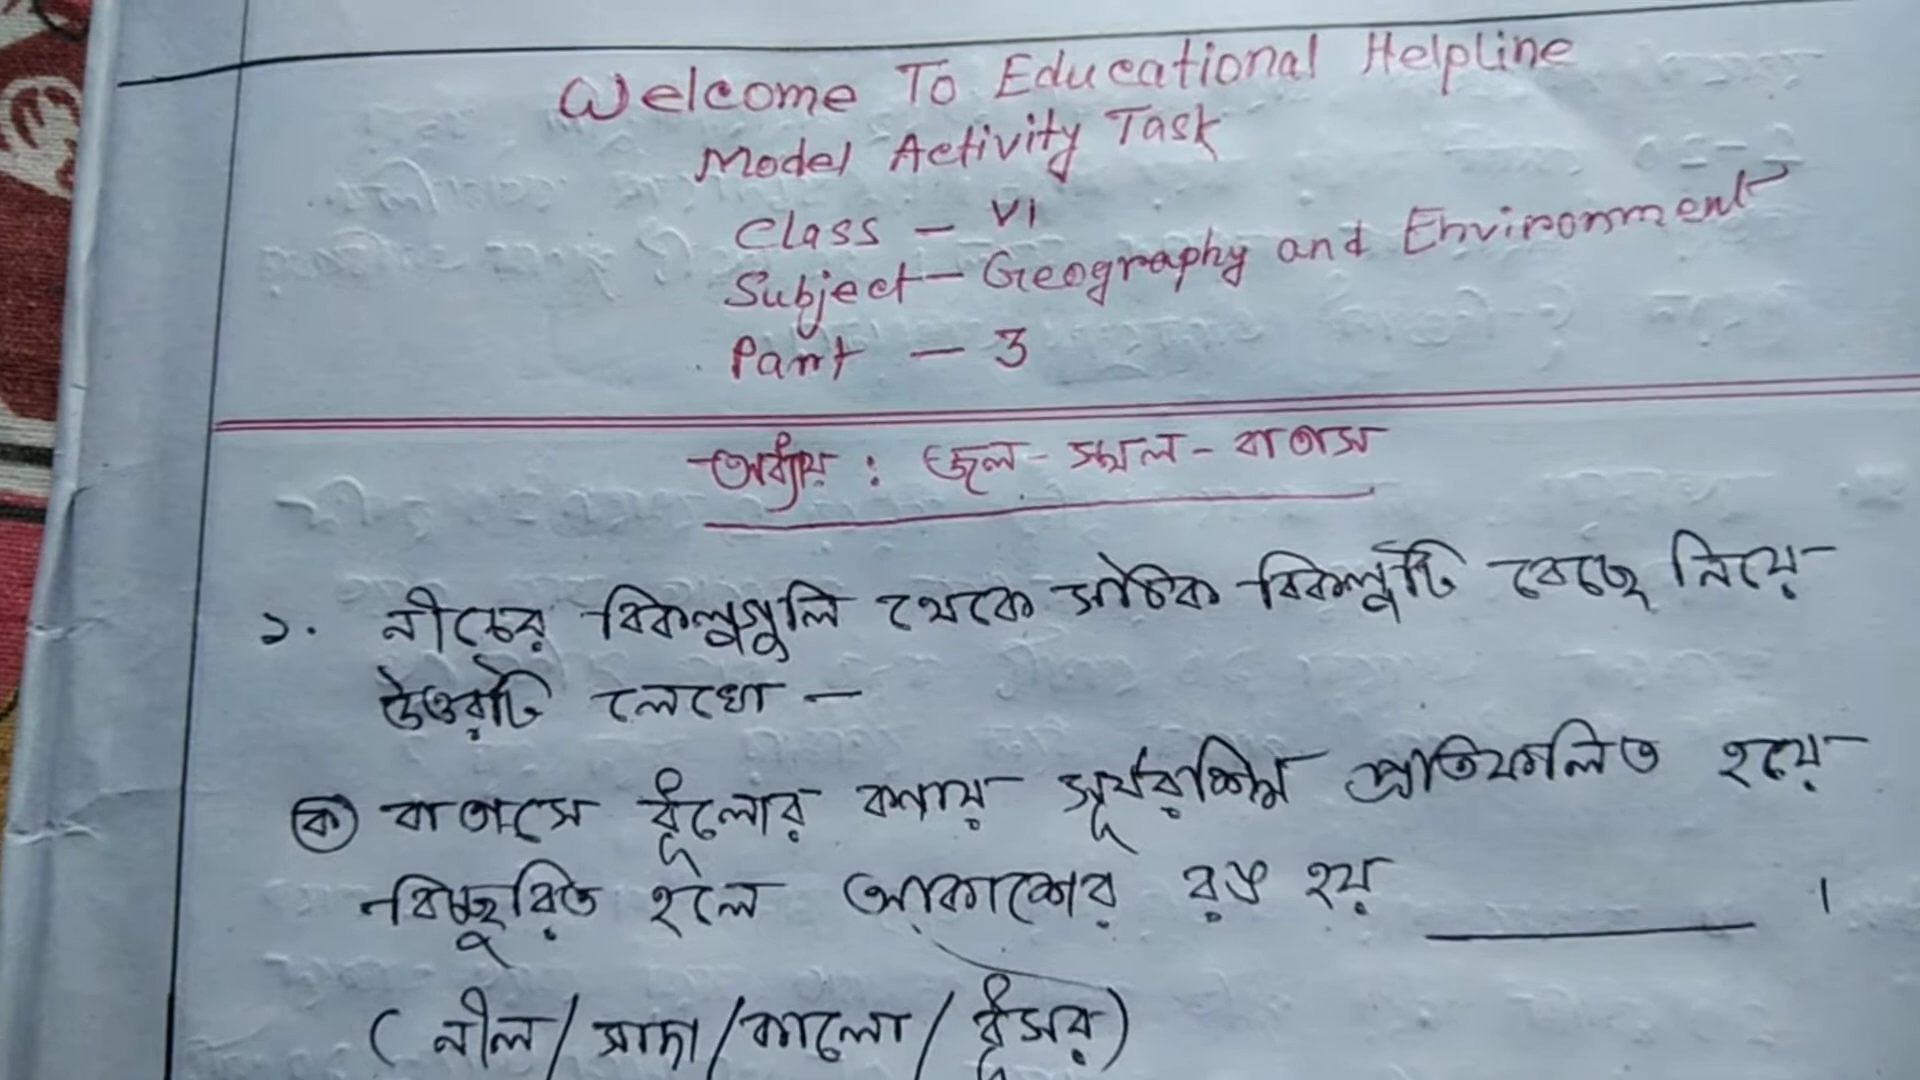 Welcome To Educational Helpline
Model Activity Task
Class – VI
Subject – Geography and Environment
Part – 3
অধ্যায় : জল - স্থল - বাতাস
১. নীচের বিকল্পগুলি থেকে সঠিক বিকল্পটি বেছে নিয়ে
উত্তরটি লেখো –
(ক) বাতাসে ধূলোর কনায় সূর্যরশ্মি প্রতিফলিত হয়ে
বিচ্ছুরিত হলে আকাশের রঙ হয় ________ ।
( নীল / সাদা / কালো / ধূসর )